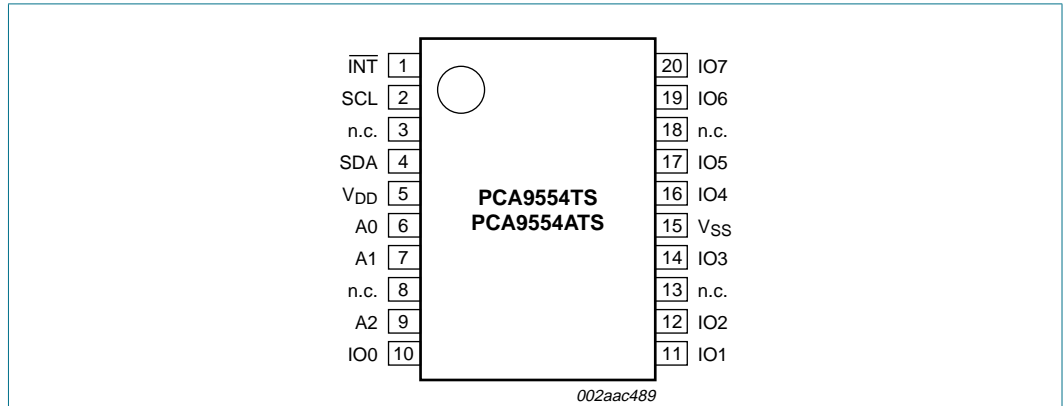 INT 1 20 IO7
SCL 2 19 IO6
n.c. 3 18 n.c.
SDA 4 17 IO5
VDD 5 PCA9554TS 16 IO4
A0 6 PCA9554ATS 15 VSS
A1 7 14 IO3
n.c. 8 13 n.c.
A2 9 12 IO2
IO0 10 11 IO1
002aac489